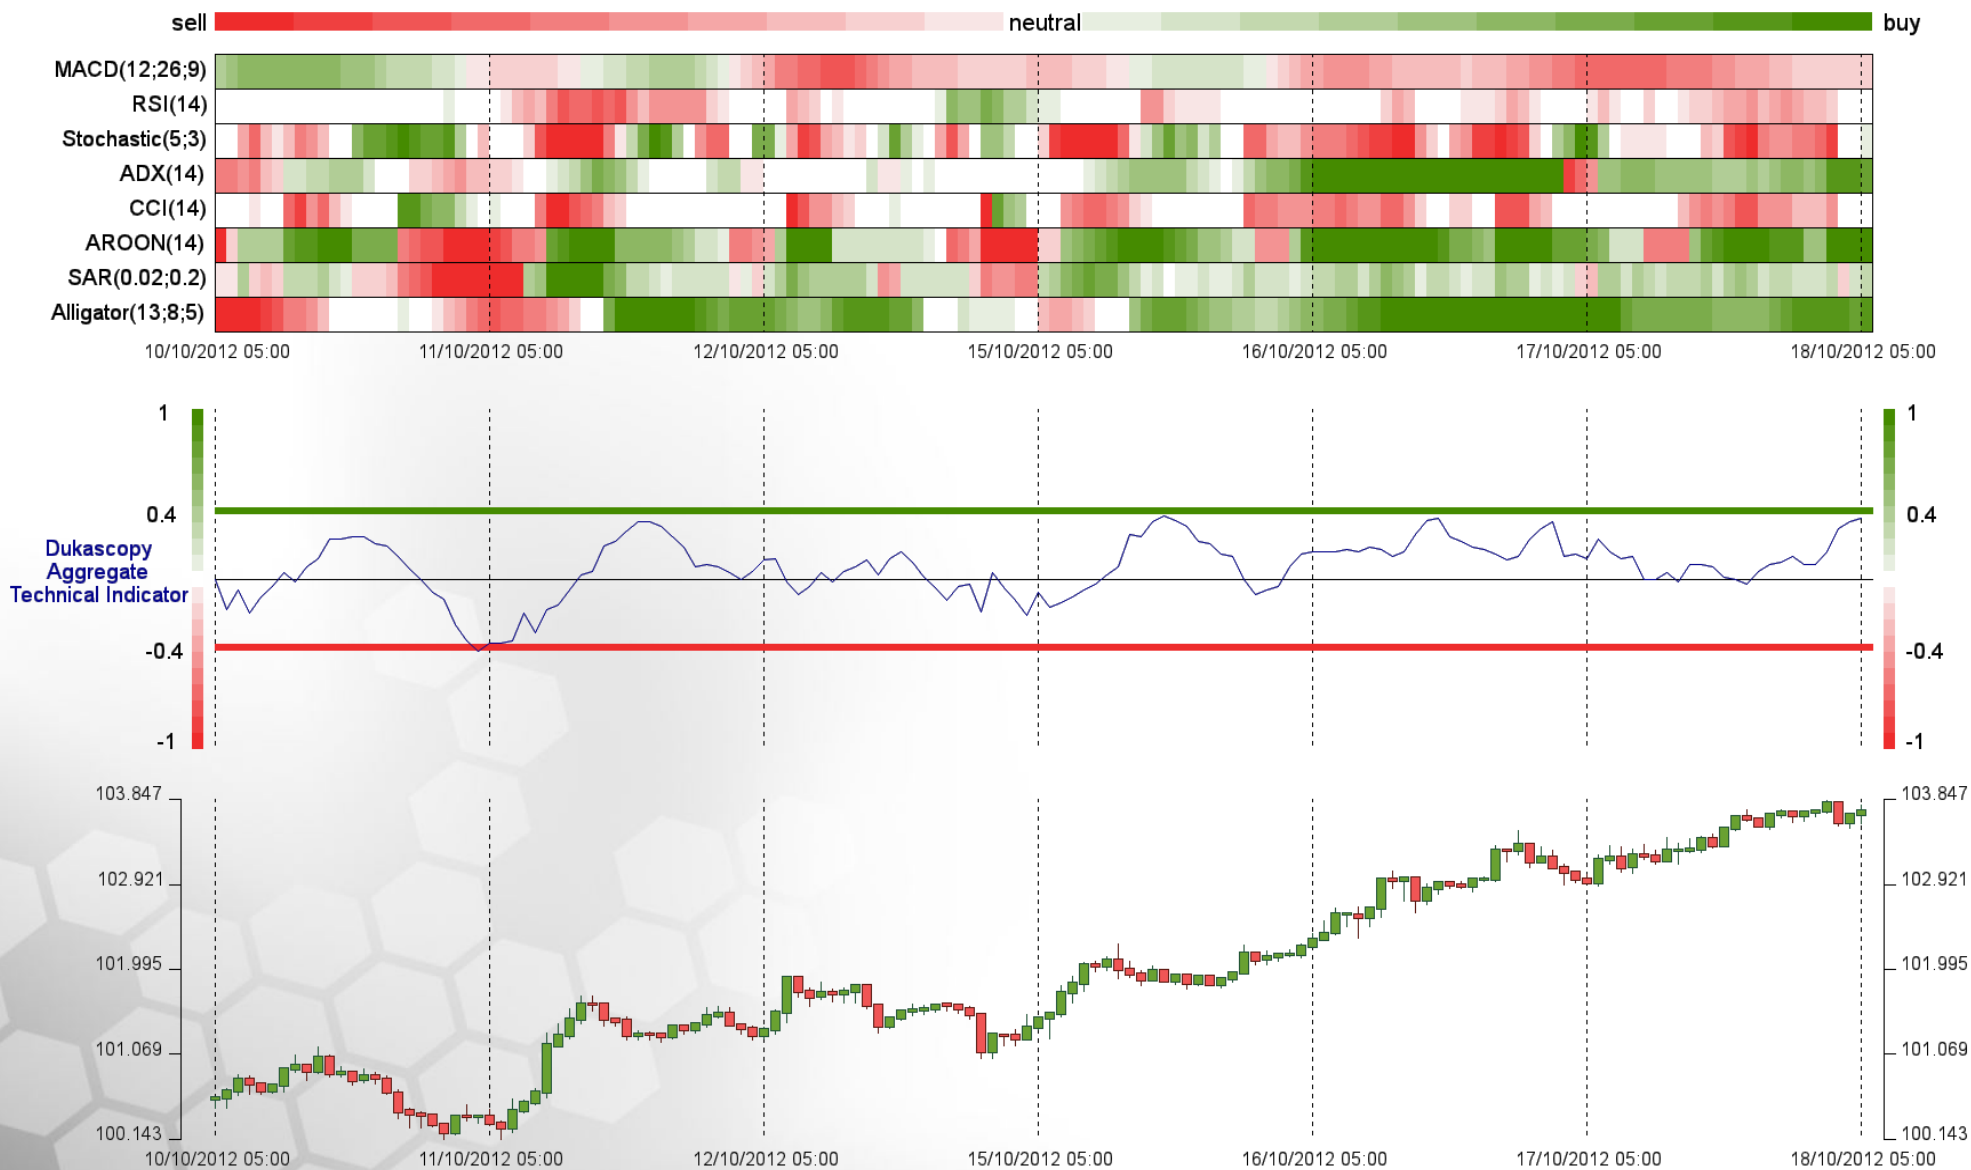 sell neutral buy
MACD(12;26;9)
RSI(14)
Stochastic(5;3)
ADX(14)
CCI(14)
AROON(14)
SAR(0.02;0.2)
Alligator(13;8;5)
10/10/2012 05:00 11/10/2012 05:00 12/10/2012 05:00 15/10/2012 05:00 16/10/2012 05:00 17/10/2012 05:00 18/10/2012 05:00
1 1
0.4 0.4
Dukascopy
Aggregate
Technical Indicator
-0.4 -0.4
-1 -1
103.847 103.847
102.921 102.921
101.995 101.995
101.069 101.069
100.143 100.143
10/10/2012 05:00 11/10/2012 05:00 12/10/2012 05:00 15/10/2012 05:00 16/10/2012 05:00 17/10/2012 05:00 18/10/2012 05:00